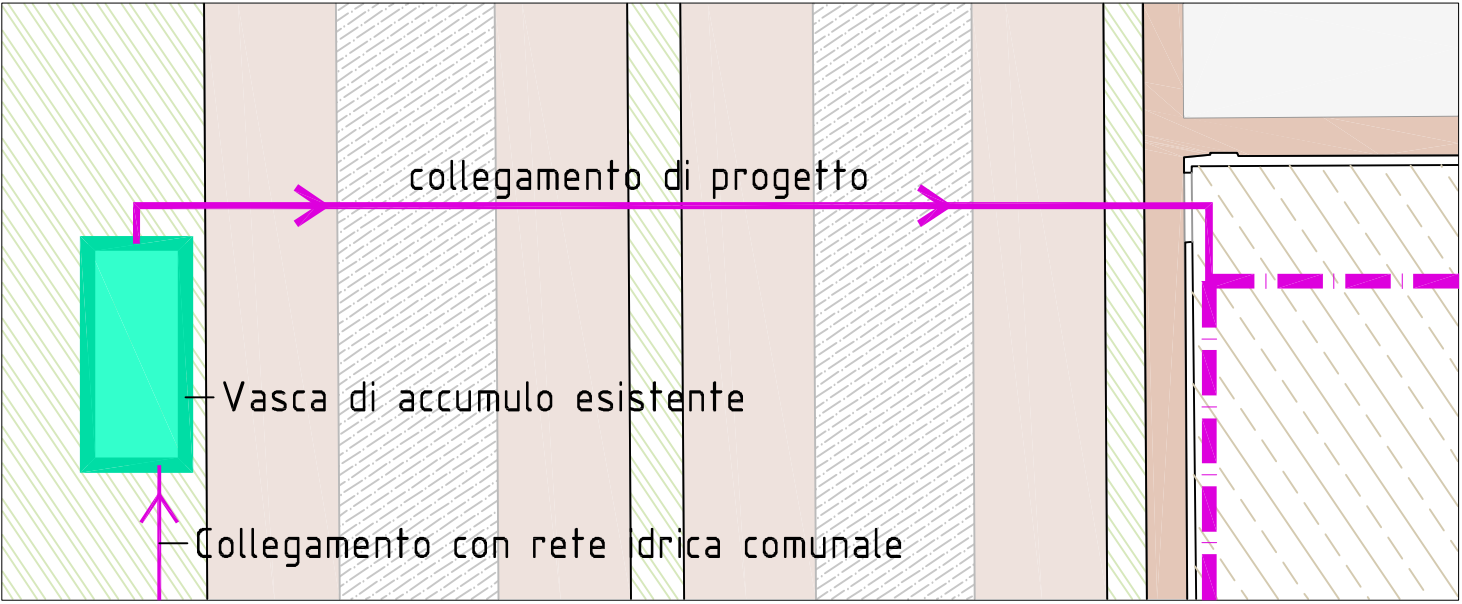 collegamento di progetto
Vasca di accumulo esistente
Collegamento con rete idrica comunale